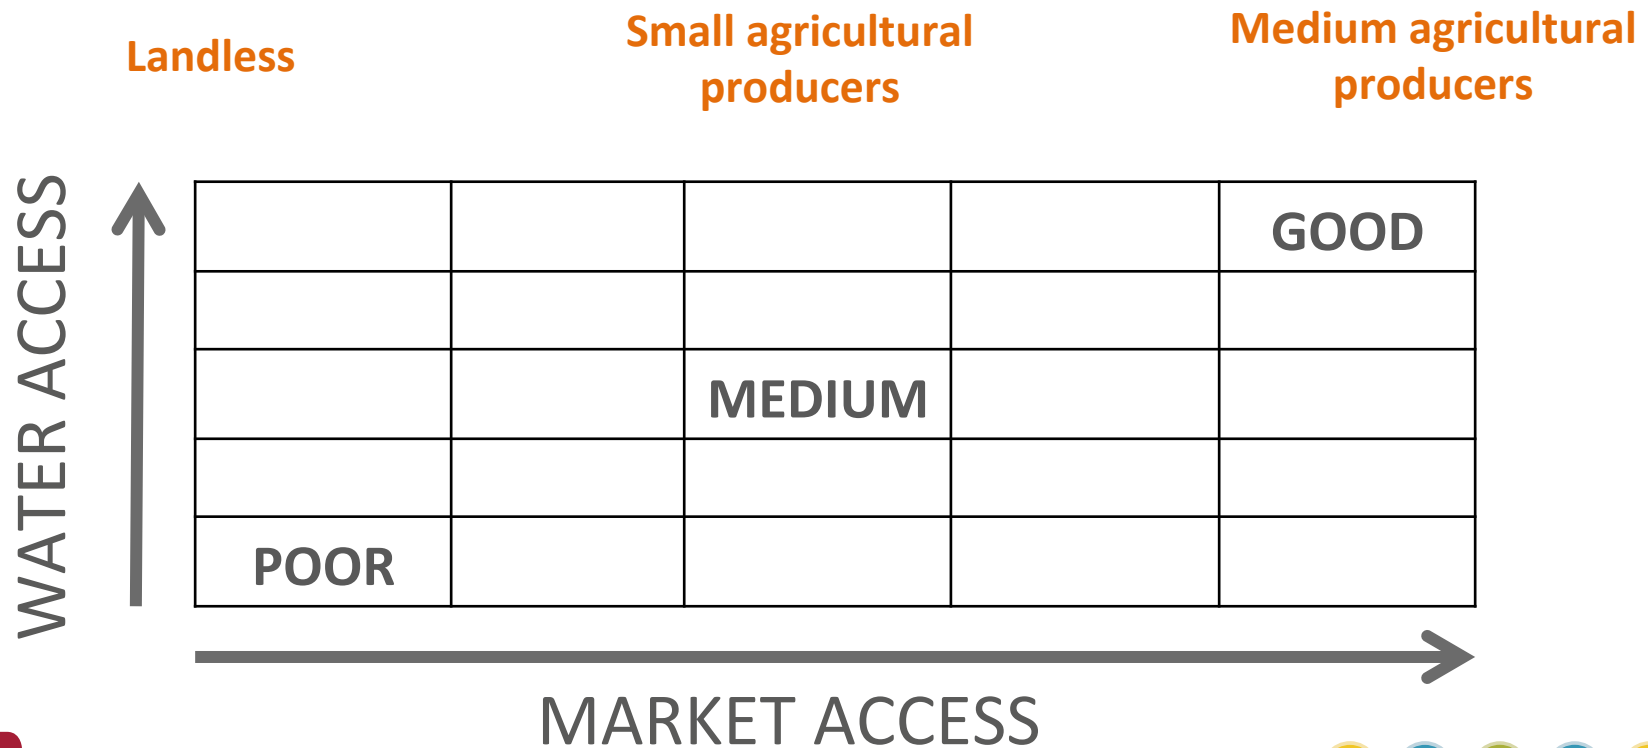 Landless
Small agricultural
producers
Medium agricultural
producers
WATER ACCESS
GOOD
MEDIUM
POOR
MARKET ACCESS